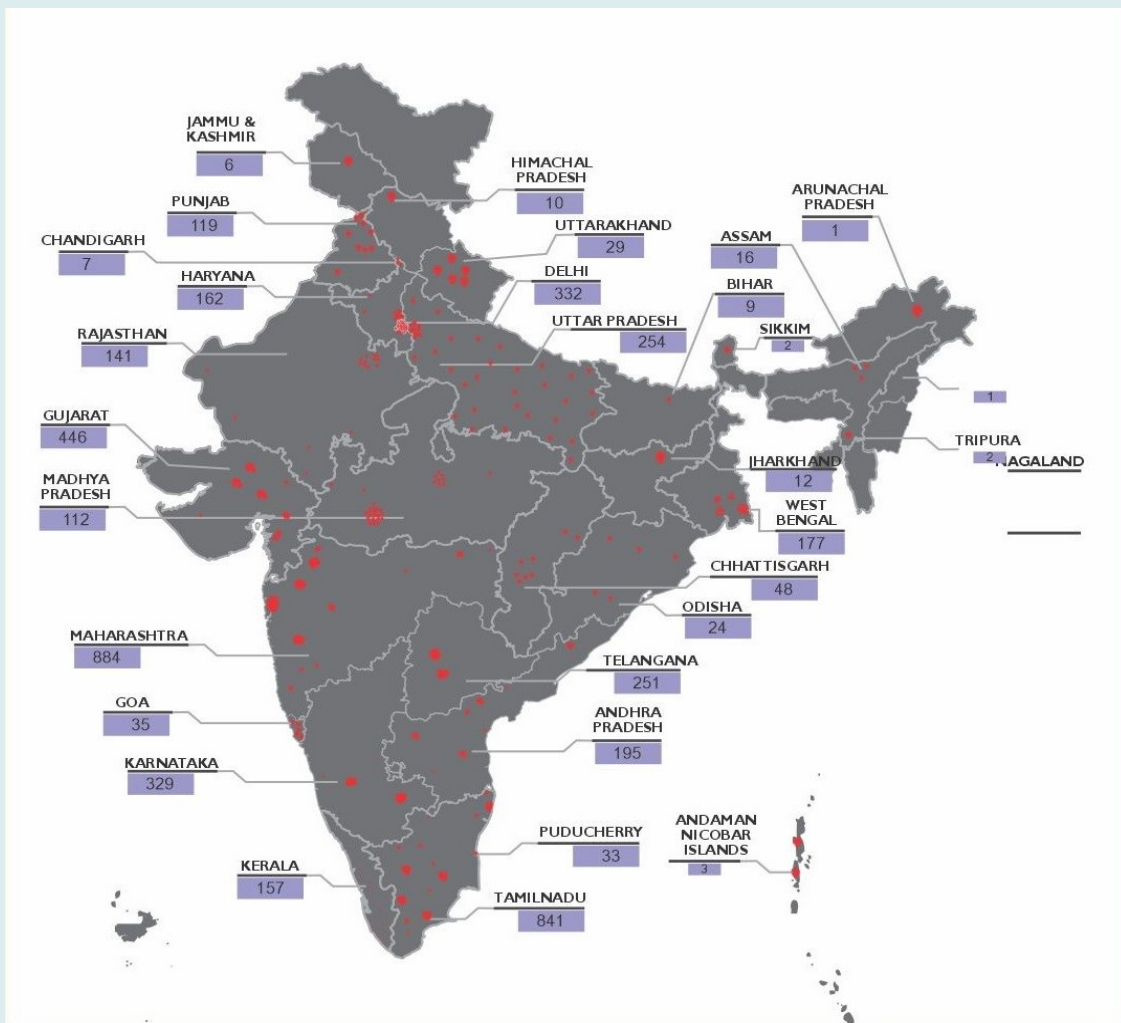 JAMMU &
KASHMIR
6
HIMACHAL
PRADESH
10
ARUNACHAL
PRADESH
1
PUNJAB
119
UTTARAKHAND
29
ASSAM
16
CHANDIGARH
7
HARYANA
162
DELHI
332
BIHAR
9
UTTAR PRADESH
254
SIKKIM
2
RAJASTHAN
141
1
GUJARAT
446
TRIPURA
2
NAGALAND
JHARKHAND
12
MADHYA
PRADESH
112
WEST
BENGAL
177
CHHATTISGARH
48
ODISHA
24
MAHARASHTRA
884
TELANGANA
251
GOA
35
ANDHRA
PRADESH
195
KARNATAKA
329
ANDAMAN
NICOBAR
ISLANDS
3
PUDUCHERRY
33
KERALA
157
TAMILNADU
841